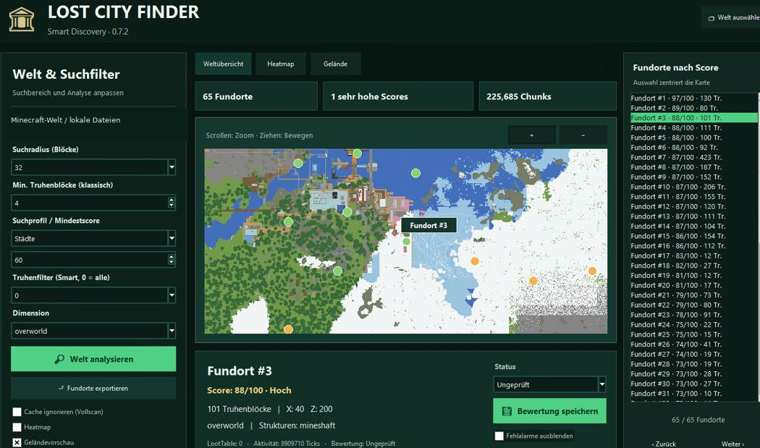 LOST CITY FINDER
Smart Discovery · 0.7.2
Welt auswähle
Welt & Suchfilter
Suchbereich und Analyse anpassen
Minecraft-Welt / lokale Dateien
Suchradius (Blöcke)
32
Min. Truhenblöcke (klassisch)
4
Suchprofil / Mindestscore
Städte
60
Truhenfilter (Smart, 0 = alle)
0
Dimension
overworld
Welt analysieren
Fundorte exportieren
Cache ignorieren (Vollscan)
Heatmap
Geländevorschau
Weltübersicht
Heatmap
Gelände
65 Fundorte
1 sehr hohe Scores
225,685 Chunks
Scrollen: Zoom · Ziehen: Bewegen
+
–
Fundort #3
Fundort #3
Score: 88/100 · Hoch
101 Truhenblöcke | X: 40 Z: 200
overworld | Strukturen: mineshaft
LootTable: 0 · Aktivität: 3909710 Ticks · Bewertung: Ungeprüft
Status
Ungeprüft
Bewertung speichern
Fehlalarme ausblenden
Fundorte nach Score
Auswahl zentriert die Karte
Fundort #1 · 97/100 · 130 Tr.
Fundort #2 · 89/100 · 80 Tr.
Fundort #3 · 88/100 · 101 Tr.
Fundort #4 · 88/100 · 111 Tr.
Fundort #5 · 88/100 · 100 Tr.
Fundort #6 · 88/100 · 92 Tr.
Fundort #7 · 87/100 · 423 Tr.
Fundort #8 · 87/100 · 187 Tr.
Fundort #9 · 87/100 · 152 Tr.
Fundort #10 · 87/100 · 206 Tr.
Fundort #11 · 87/100 · 155 Tr.
Fundort #12 · 87/100 · 120 Tr.
Fundort #13 · 87/100 · 111 Tr.
Fundort #14 · 87/100 · 104 Tr.
Fundort #15 · 86/100 · 154 Tr.
Fundort #16 · 86/100 · 112 Tr.
Fundort #17 · 83/100 · 12 Tr.
Fundort #18 · 82/100 · 27 Tr.
Fundort #19 · 81/100 · 12 Tr.
Fundort #20 · 81/100 · 17 Tr.
Fundort #21 · 79/100 · 73 Tr.
Fundort #22 · 79/100 · 80 Tr.
Fundort #23 · 78/100 · 91 Tr.
Fundort #24 · 75/100 · 22 Tr.
Fundort #25 · 74/100 · 15 Tr.
Fundort #26 · 74/100 · 41 Tr.
Fundort #27 · 74/100 · 19 Tr.
Fundort #28 · 73/100 · 19 Tr.
Fundort #29 · 73/100 · 28 Tr.
Fundort #30 · 73/100 · 27 Tr.
Fundort #31 · 73/100 · 10 Tr.
65 / 65 Fundorte
‹ Zurück
Weiter ›